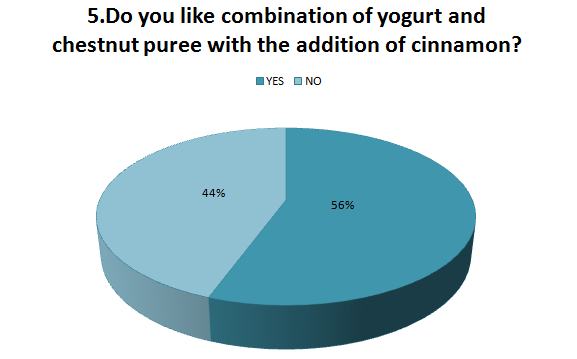 5.Do you like combination of yogurt and
chestnut puree with the addition of cinnamon?
YES NO
44%
56%